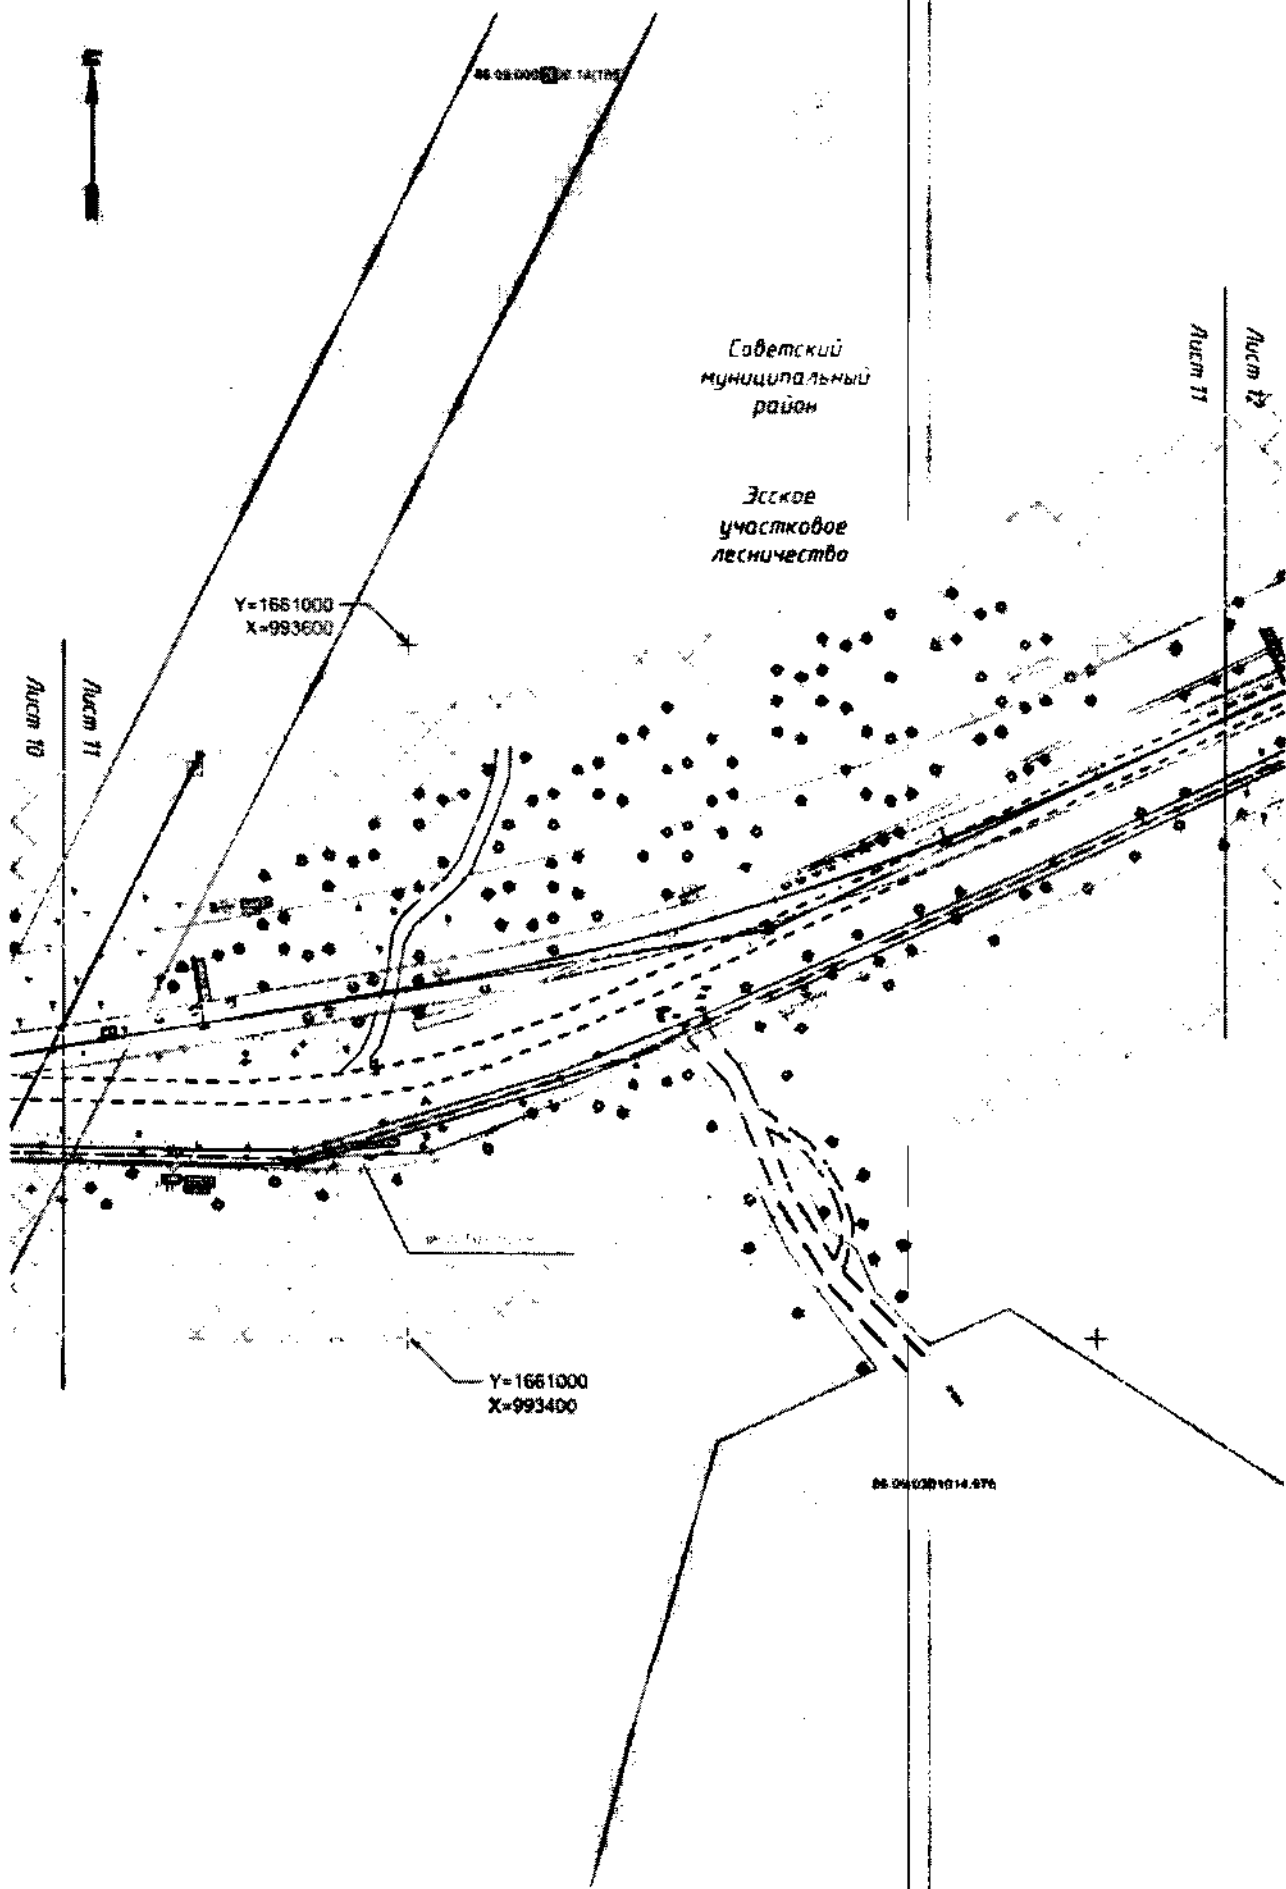 Советский
муниципальный
район
Лист 11
Лист 12
Эсское
участковое
лесничество
Y=1661000
X=993600
Лист 10
Лист 11
Y=1661000
X=993400